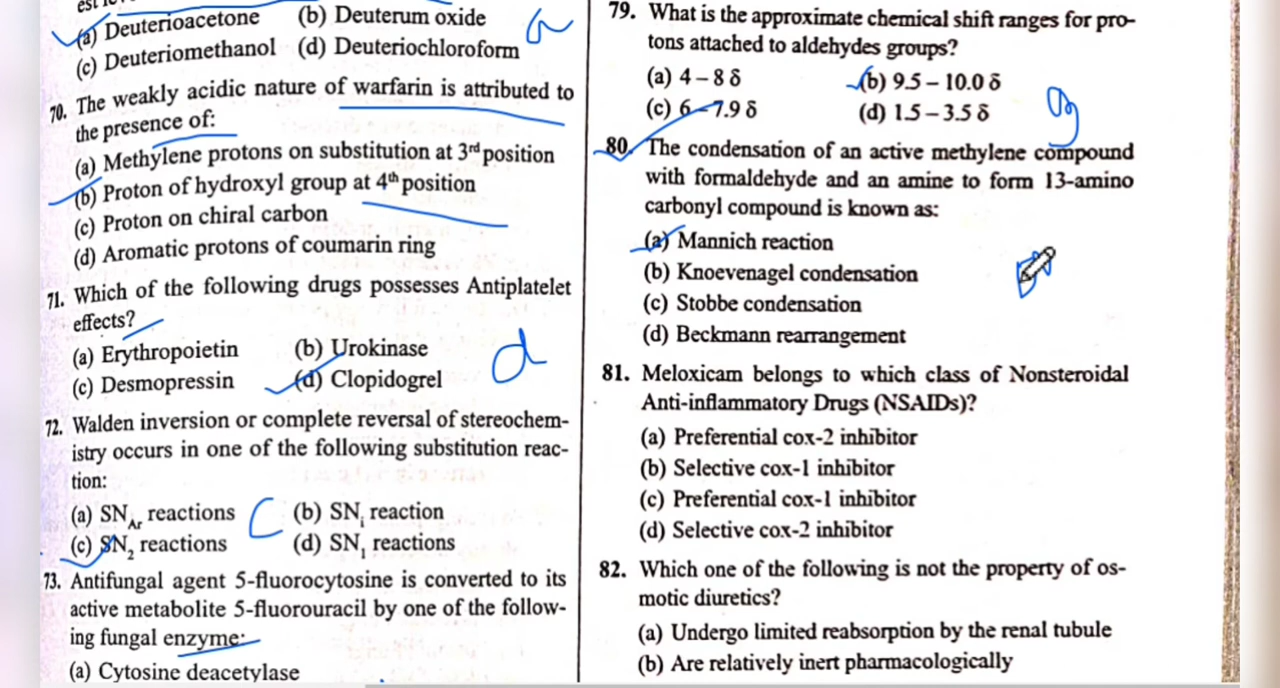 (a) Deuterioacetone (b) Deuterum oxide
(c) Deuteriomethanol (d) Deuteriochloroform
70. The weakly acidic nature of warfarin is attributed to
the presence of:
(a) Methylene protons on substitution at 3rd position
(b) Proton of hydroxyl group at 4th position
(c) Proton on chiral carbon
(d) Aromatic protons of coumarin ring
71. Which of the following drugs possesses Antiplatelet
effects?
(a) Erythropoietin (b) Urokinase
(c) Desmopressin (d) Clopidogrel
d
72. Walden inversion or complete reversal of stereochem-
istry occurs in one of the following substitution reac-
tion:
(a) SN_Ar reactions (b) SN_i reaction
(c) SN₂ reactions (d) SN₁ reactions
C
73. Antifungal agent 5-fluorocytosine is converted to its
active metabolite 5-fluorouracil by one of the follow-
ing fungal enzyme:
(a) Cytosine deacetylase
79. What is the approximate chemical shift ranges for pro-
tons attached to aldehydes groups?
(a) 4 – 8 δ (b) 9.5 – 10.0 δ
(c) 6 – 7.9 δ (d) 1.5 – 3.5 δ
80. The condensation of an active methylene compound
with formaldehyde and an amine to form 13-amino
carbonyl compound is known as:
(a) Mannich reaction
(b) Knoevenagel condensation
(c) Stobbe condensation
(d) Beckmann rearrangement
81. Meloxicam belongs to which class of Nonsteroidal
Anti-inflammatory Drugs (NSAIDs)?
(a) Preferential cox-2 inhibitor
(b) Selective cox-1 inhibitor
(c) Preferential cox-1 inhibitor
(d) Selective cox-2 inhibitor
82. Which one of the following is not the property of os-
motic diuretics?
(a) Undergo limited reabsorption by the renal tubule
(b) Are relatively inert pharmacologically